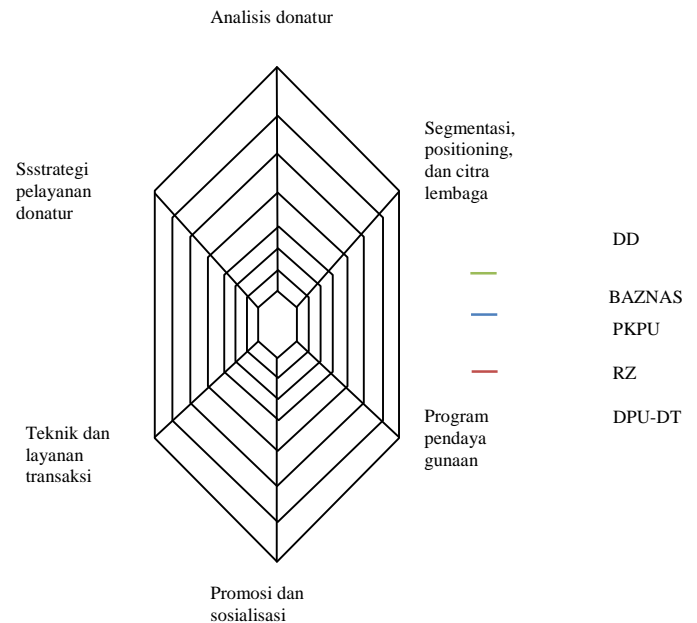 Analisis donatur
Segmentasi,
positioning,
dan citra
lembaga
Ssstrategi
pelayanan
donatur
DD
BAZNAS
PKPU
RZ
DPU-DT
Program
pendaya
gunaan
Teknik dan
layanan
transaksi
Promosi dan
sosialisasi